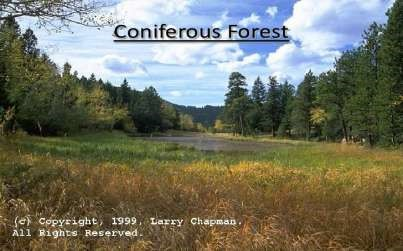 Coniferous Forest
(c) Copyright, 1999, Larry Chapman.
All Rights Reserved.